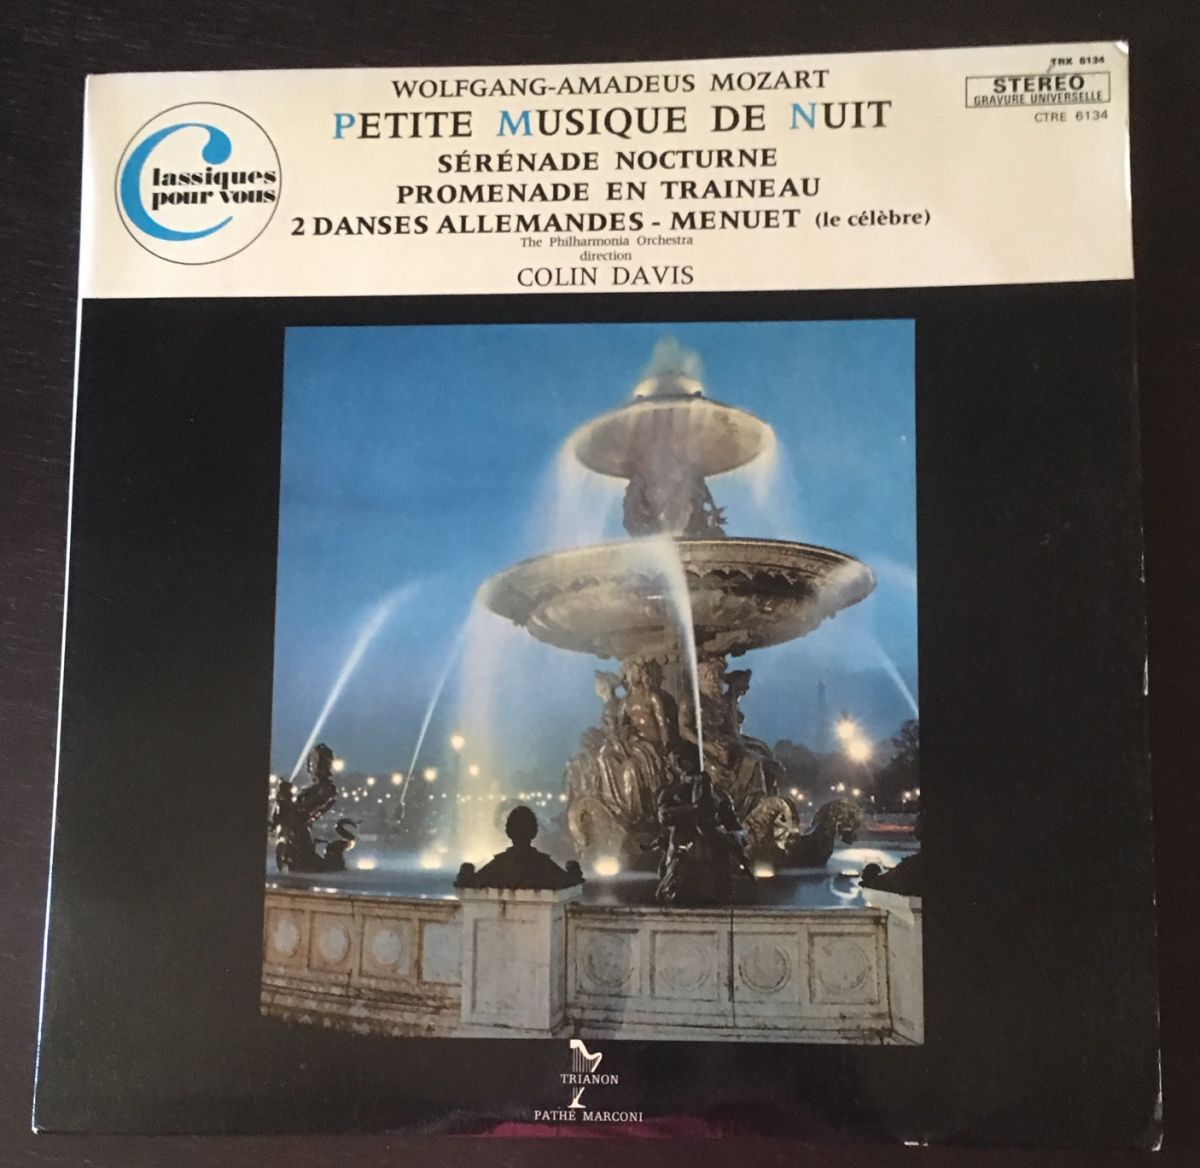 WOLFGANG-AMADEUS MOZART
PETITE MUSIQUE DE NUIT
SÉRÉNADE NOCTURNE
PROMENADE EN TRAINEAU
2 DANSES ALLEMANDES - MENUET (le célèbre)
The Philharmonia Orchestra
direction
COLIN DAVIS
Classiques
pour vous
TRX 6134
STEREO
GRAVURE UNIVERSELLE
CTRE 6134
TRIANON
PATHÉ MARCONI